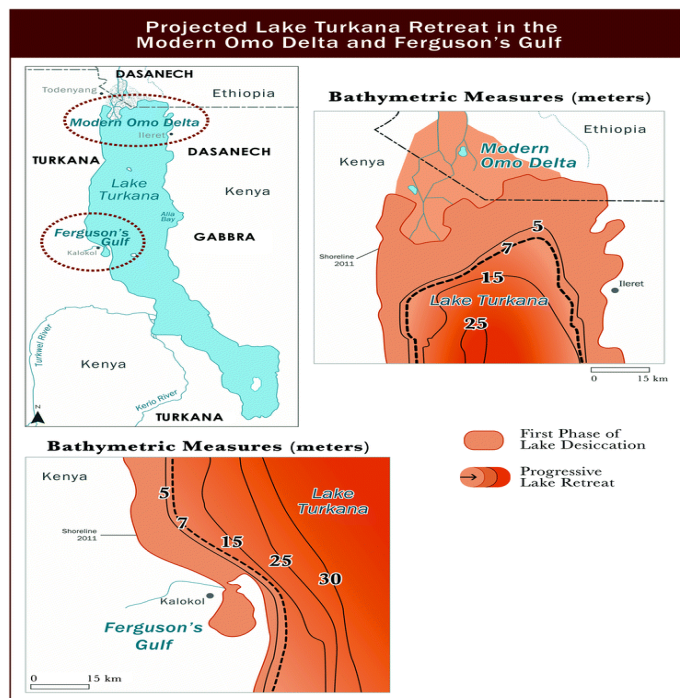 Projected Lake Turkana Retreat in the
Modern Omo Delta and Ferguson's Gulf
DASANECH
Todenyang
Ethiopia
Modern Omo Delta
Ileret
TURKANA
DASANECH
Lake
Turkana
Kenya
Alia
Bay
Ferguson's
Gulf
Kalokol
GABBRA
Turkwel River
Kenya
Kerio River
N
TURKANA
Bathymetric Measures (meters)
Ethiopia
Kenya
Modern
Omo Delta
Shoreline
2011
5
7
15
Lake Turkana
25
Ileret
0 15 km
First Phase of
Lake Desiccation
Progressive
Lake Retreat
Bathymetric Measures (meters)
Kenya
Lake
Turkana
5
7
Shoreline
2011
15
25
30
Kalokol
Ferguson's
Gulf
0 15 km